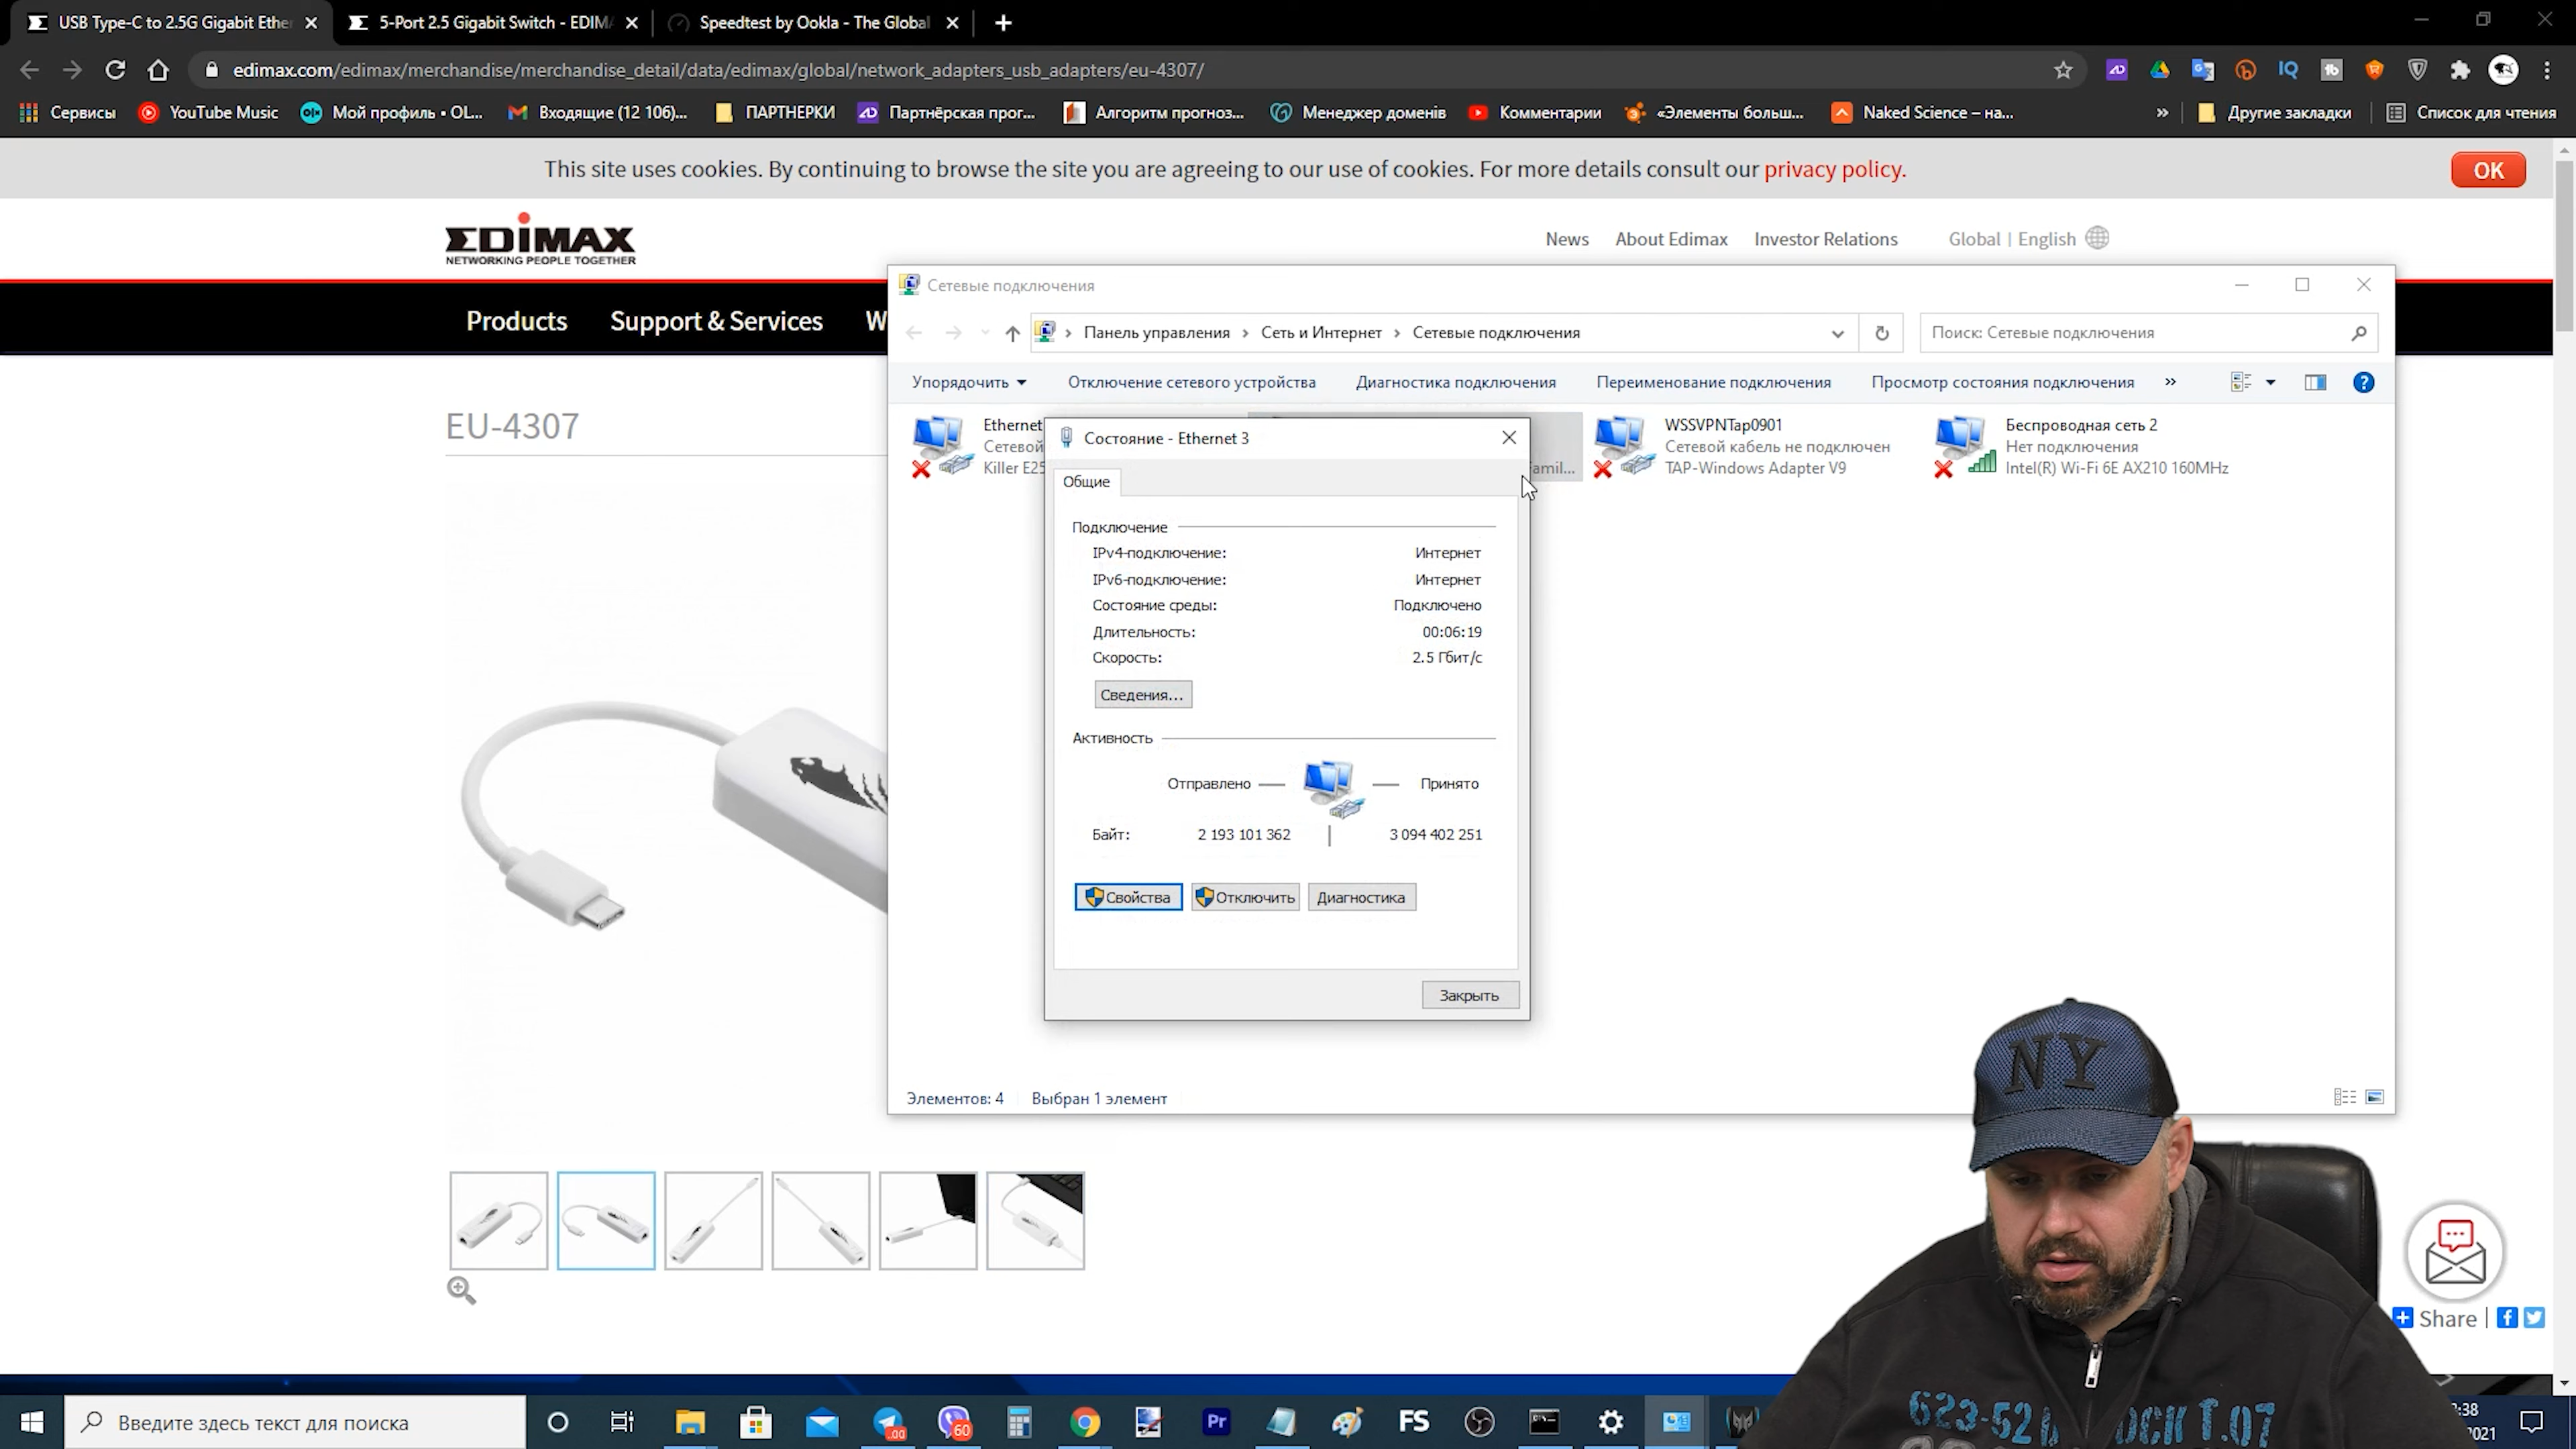 USB Type-C to 2.5G Gigabit Ether
5-Port 2.5 Gigabit Switch - EDIMA
Speedtest by Ookla - The Global
edimax.com/edimax/merchandise/merchandise_detail/data/edimax/global/network_adapters_usb_adapters/eu-4307/
Сервисы
YouTube Music
Мой профиль • OL...
Входящие (12 106)...
ПАРТНЕРКИ
Партнёрская прог...
Алгоритм прогноз...
Менеджер доменів
Комментарии
«Элементы больш...
Naked Science – на...
»
Другие закладки
Список для чтения
This site uses cookies. By continuing to browse the site you are agreeing to our use of cookies. For more details consult our privacy policy.
OK
EDIMAX
NETWORKING PEOPLE TOGETHER
News
About Edimax
Investor Relations
Global | English
Products
Support & Services
W
EU-4307
Сетевые подключения
Панель управления › Сеть и Интернет › Сетевые подключения
Поиск: Сетевые подключения
Упорядочить
Отключение сетевого устройства
Диагностика подключения
Переименование подключения
Просмотр состояния подключения
»
Ethernet
Сетевой
Killer E25
Famil...
WSSVPNTap0901
Сетевой кабель не подключен
TAP-Windows Adapter V9
Беспроводная сеть 2
Нет подключения
Intel(R) Wi-Fi 6E AX210 160MHz
Состояние - Ethernet 3
Общие
Подключение
IPv4-подключение: Интернет
IPv6-подключение: Интернет
Состояние среды: Подключено
Длительность: 00:06:19
Скорость: 2.5 Гбит/с
Сведения...
Активность
Отправлено — — Принято
Байт: 2 193 101 362 | 3 094 402 251
Свойства
Отключить
Диагностика
Закрыть
Элементов: 4
Выбран 1 элемент
NY
Share |
Введите здесь текст для поиска
.00
60
Pr
FS
:38
2021